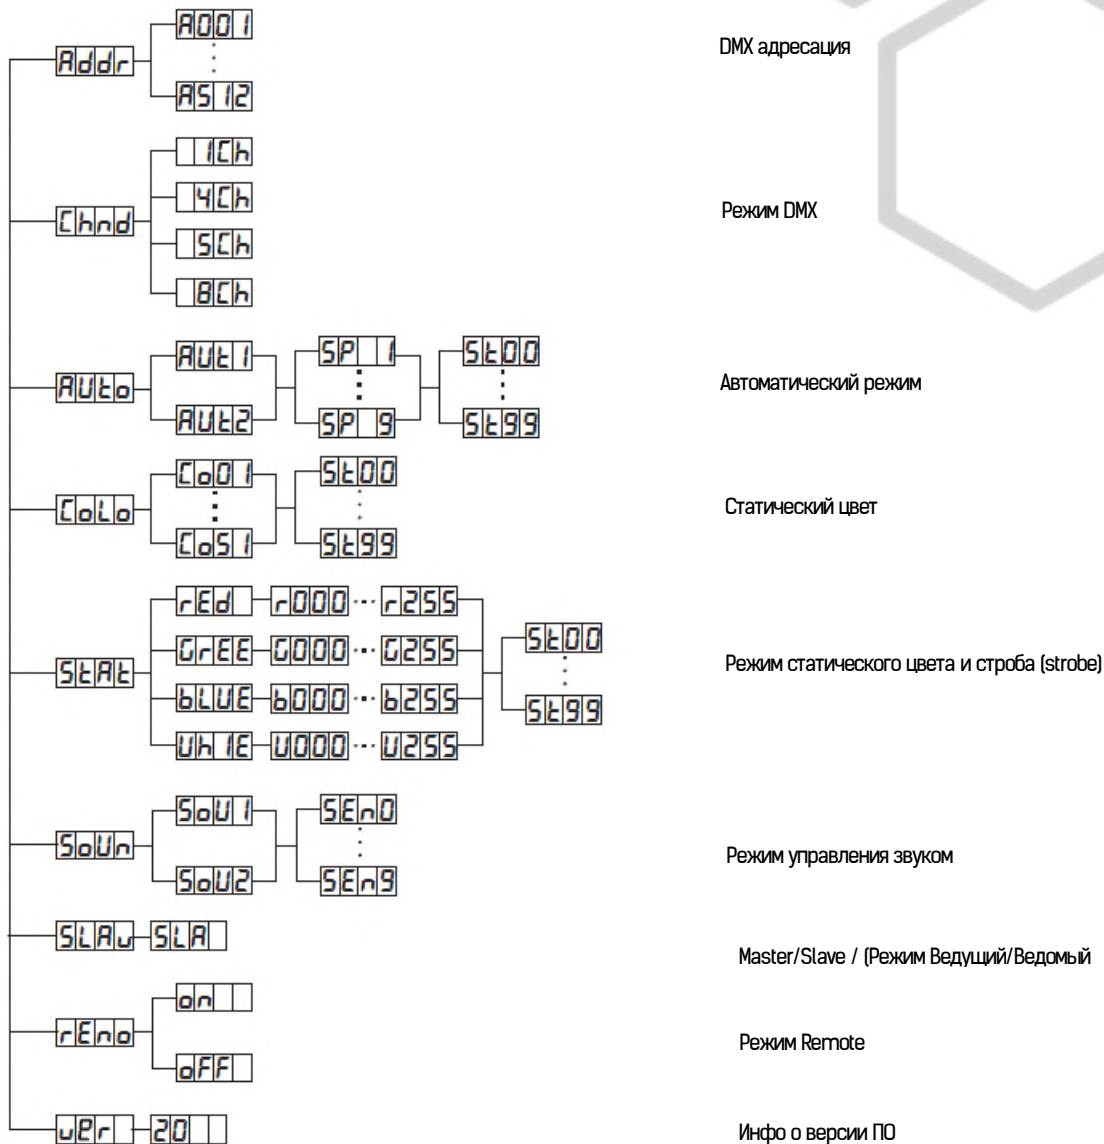 A001
Addr
DMX адресация
A512
1Ch
4Ch
Chnd
Режим DMX
5Ch
8Ch
AUt1 SP 1 St00
AUto
Автоматический режим
AUt2 SP 9 St99
Co01 St00
CoLo
Статический цвет
Co51 St99
rEd r000 ... r255
GrEE G000 ... G255 St00
StAt
Режим статического цвета и строба (strobe)
bLUE b000 ... b255 St99
Uh1E U000 ... U255
SoU1 SEn0
SoUn
Режим управления звуком
SoU2 SEn9
SLAv SLA
Master/Slave / (Режим Ведущий/Ведомый
on
rEno
Режим Remote
oFF
vEr 20
Инфо о версии ПО